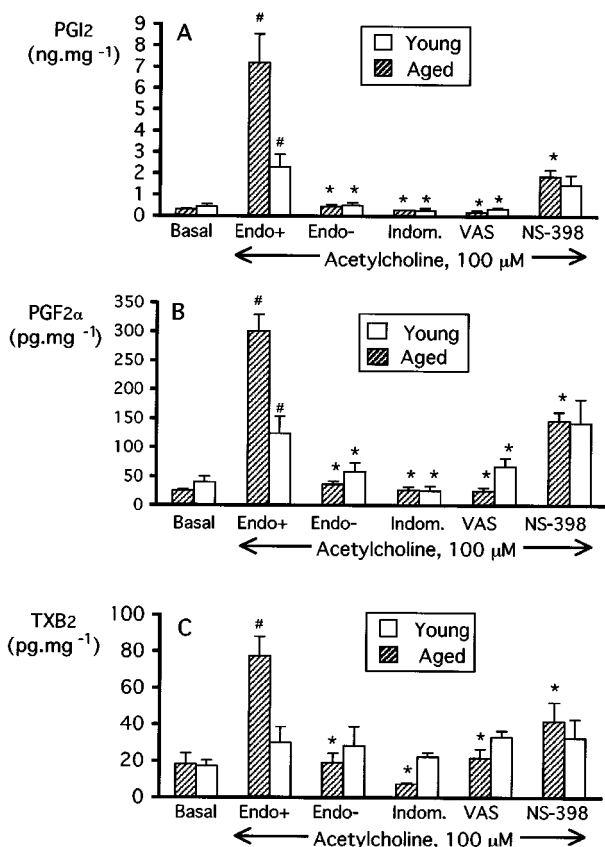 PGI2
(ng.mg -1)
A
9
8
7
6
5
4
3
2
1
0
#
#
* *
* *
* *
*
Young
Aged
Basal Endo+ Endo- Indom. VAS NS-398
Acetylcholine, 100 µM
PGF2α
(pg.mg -1)
B
350
300
250
200
150
100
50
0
#
#
* *
* *
* *
*
Young
Aged
Basal Endo+ Endo- Indom. VAS NS-398
Acetylcholine, 100 µM
TXB2
(pg.mg -1)
C
100
80
60
40
20
0
#
*
*
*
*
Young
Aged
Basal Endo+ Endo- Indom. VAS NS-398
Acetylcholine, 100 µM